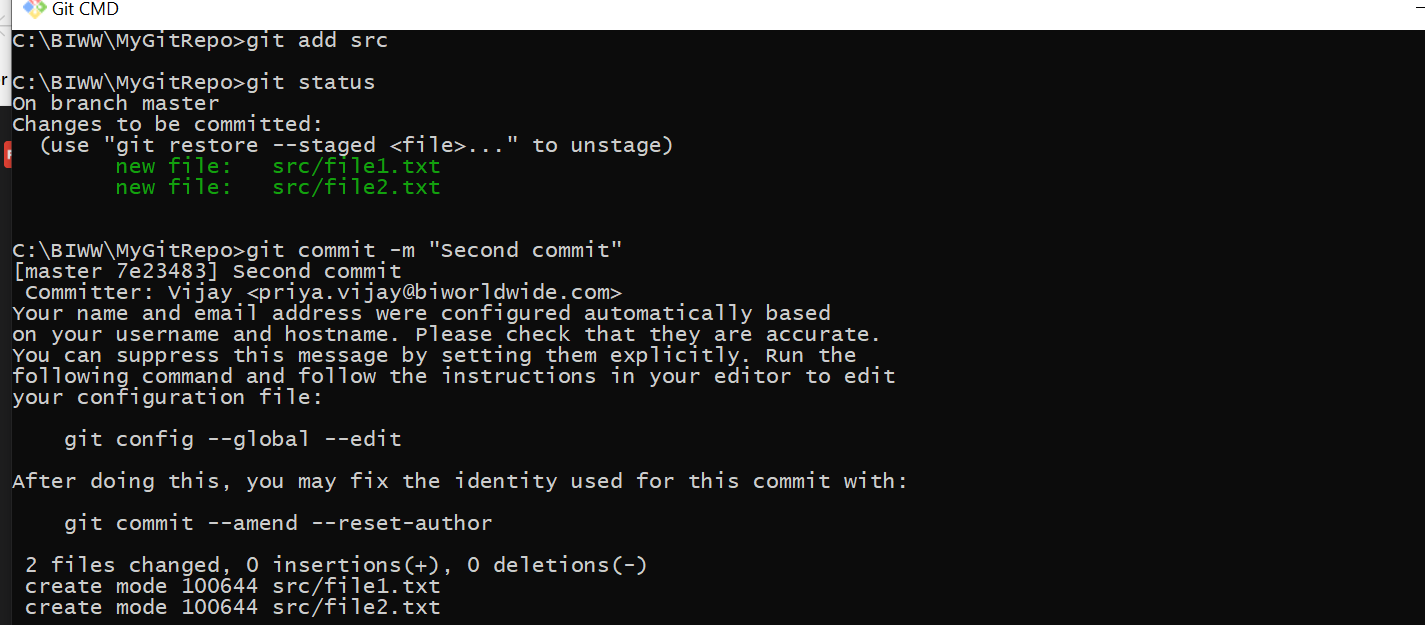 Git CMD
C:\BIWW\MyGitRepo>git add src
C:\BIWW\MyGitRepo>git status
On branch master
Changes to be committed:
  (use "git restore --staged <file>..." to unstage)
        new file:   src/file1.txt
        new file:   src/file2.txt
C:\BIWW\MyGitRepo>git commit -m "Second commit"
[master 7e23483] Second commit
 Committer: Vijay <priya.vijay@biworldwide.com>
Your name and email address were configured automatically based
on your username and hostname. Please check that they are accurate.
You can suppress this message by setting them explicitly. Run the
following command and follow the instructions in your editor to edit
your configuration file:
    git config --global --edit
After doing this, you may fix the identity used for this commit with:
    git commit --amend --reset-author
 2 files changed, 0 insertions(+), 0 deletions(-)
 create mode 100644 src/file1.txt
 create mode 100644 src/file2.txt